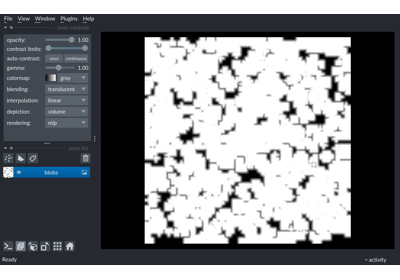 File View Window Plugins Help
layer controls
opacity: 1.00
contrast limits:
auto-contrast: once continuous
gamma: 1.00
colormap: gray
blending: translucent
interpolation: linear
depiction: volume
rendering: mip
layer list
blobs
Ready activity